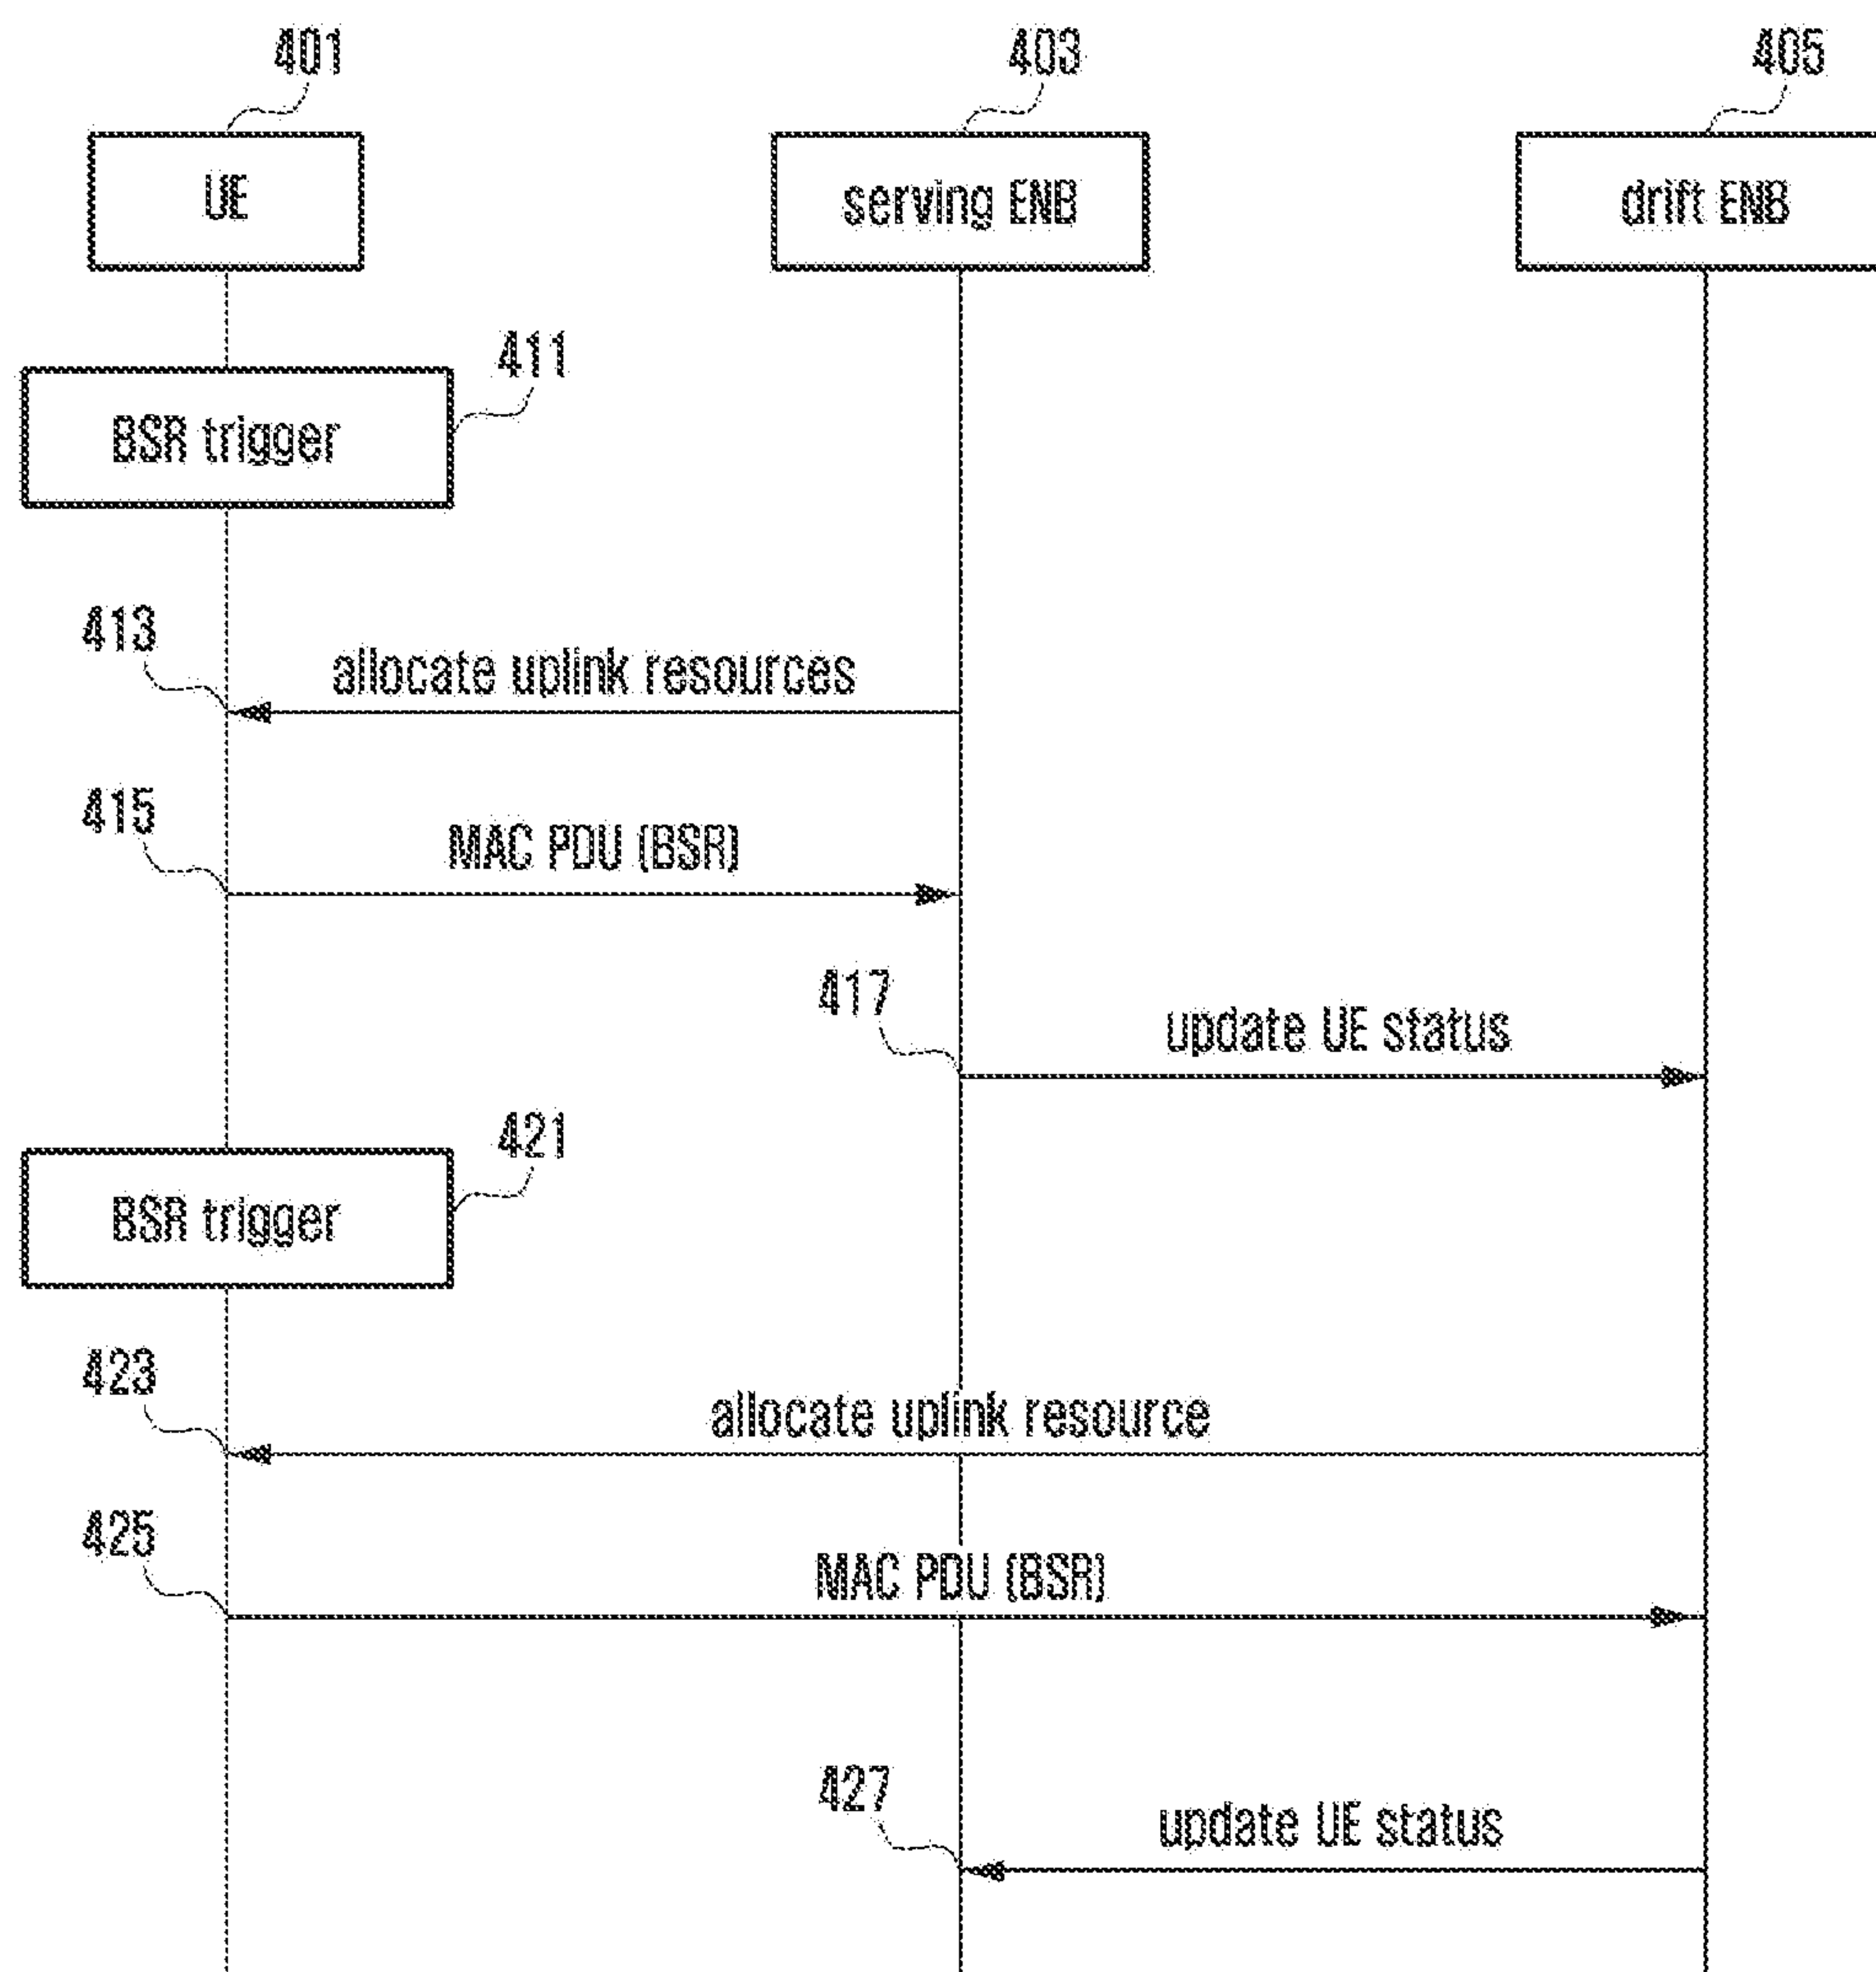 401
403
405
UE
serving ENB
drift ENB
411
BSR trigger
413
allocate uplink resources
415
MAC PDU (BSR)
417
update UE status
421
BSR trigger
423
allocate uplink resource
425
MAC PDU (BSR)
427
update UE status